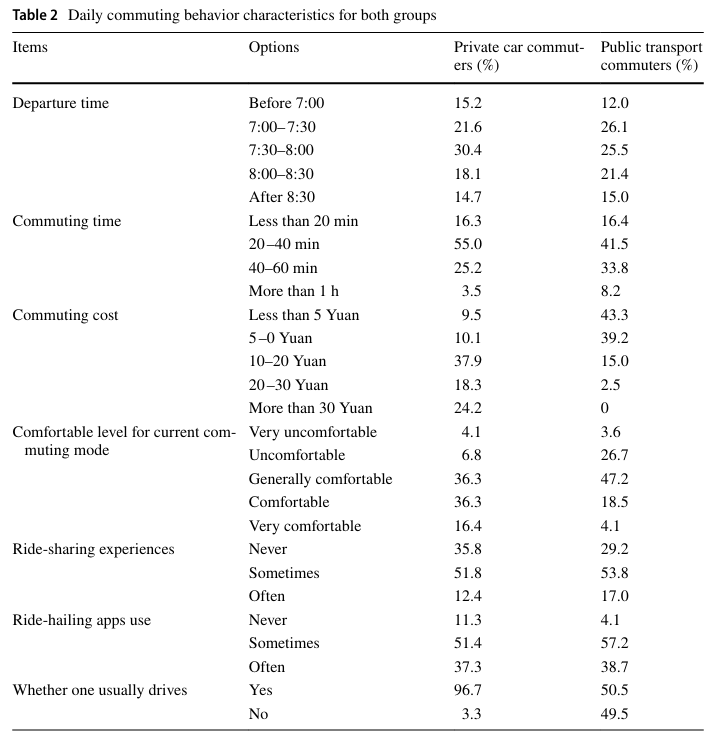 Table 2 Daily commuting behavior characteristics for both groups
Items Options Private car commut- Public transport
ers (%) commuters (%)
Departure time Before 7:00 15.2 12.0
7:00–7:30 21.6 26.1
7:30–8:00 30.4 25.5
8:00–8:30 18.1 21.4
After 8:30 14.7 15.0
Commuting time Less than 20 min 16.3 16.4
20–40 min 55.0 41.5
40–60 min 25.2 33.8
More than 1 h 3.5 8.2
Commuting cost Less than 5 Yuan 9.5 43.3
5–0 Yuan 10.1 39.2
10–20 Yuan 37.9 15.0
20–30 Yuan 18.3 2.5
More than 30 Yuan 24.2 0
Comfortable level for current com- Very uncomfortable 4.1 3.6
muting mode Uncomfortable 6.8 26.7
Generally comfortable 36.3 47.2
Comfortable 36.3 18.5
Very comfortable 16.4 4.1
Ride-sharing experiences Never 35.8 29.2
Sometimes 51.8 53.8
Often 12.4 17.0
Ride-hailing apps use Never 11.3 4.1
Sometimes 51.4 57.2
Often 37.3 38.7
Whether one usually drives Yes 96.7 50.5
No 3.3 49.5